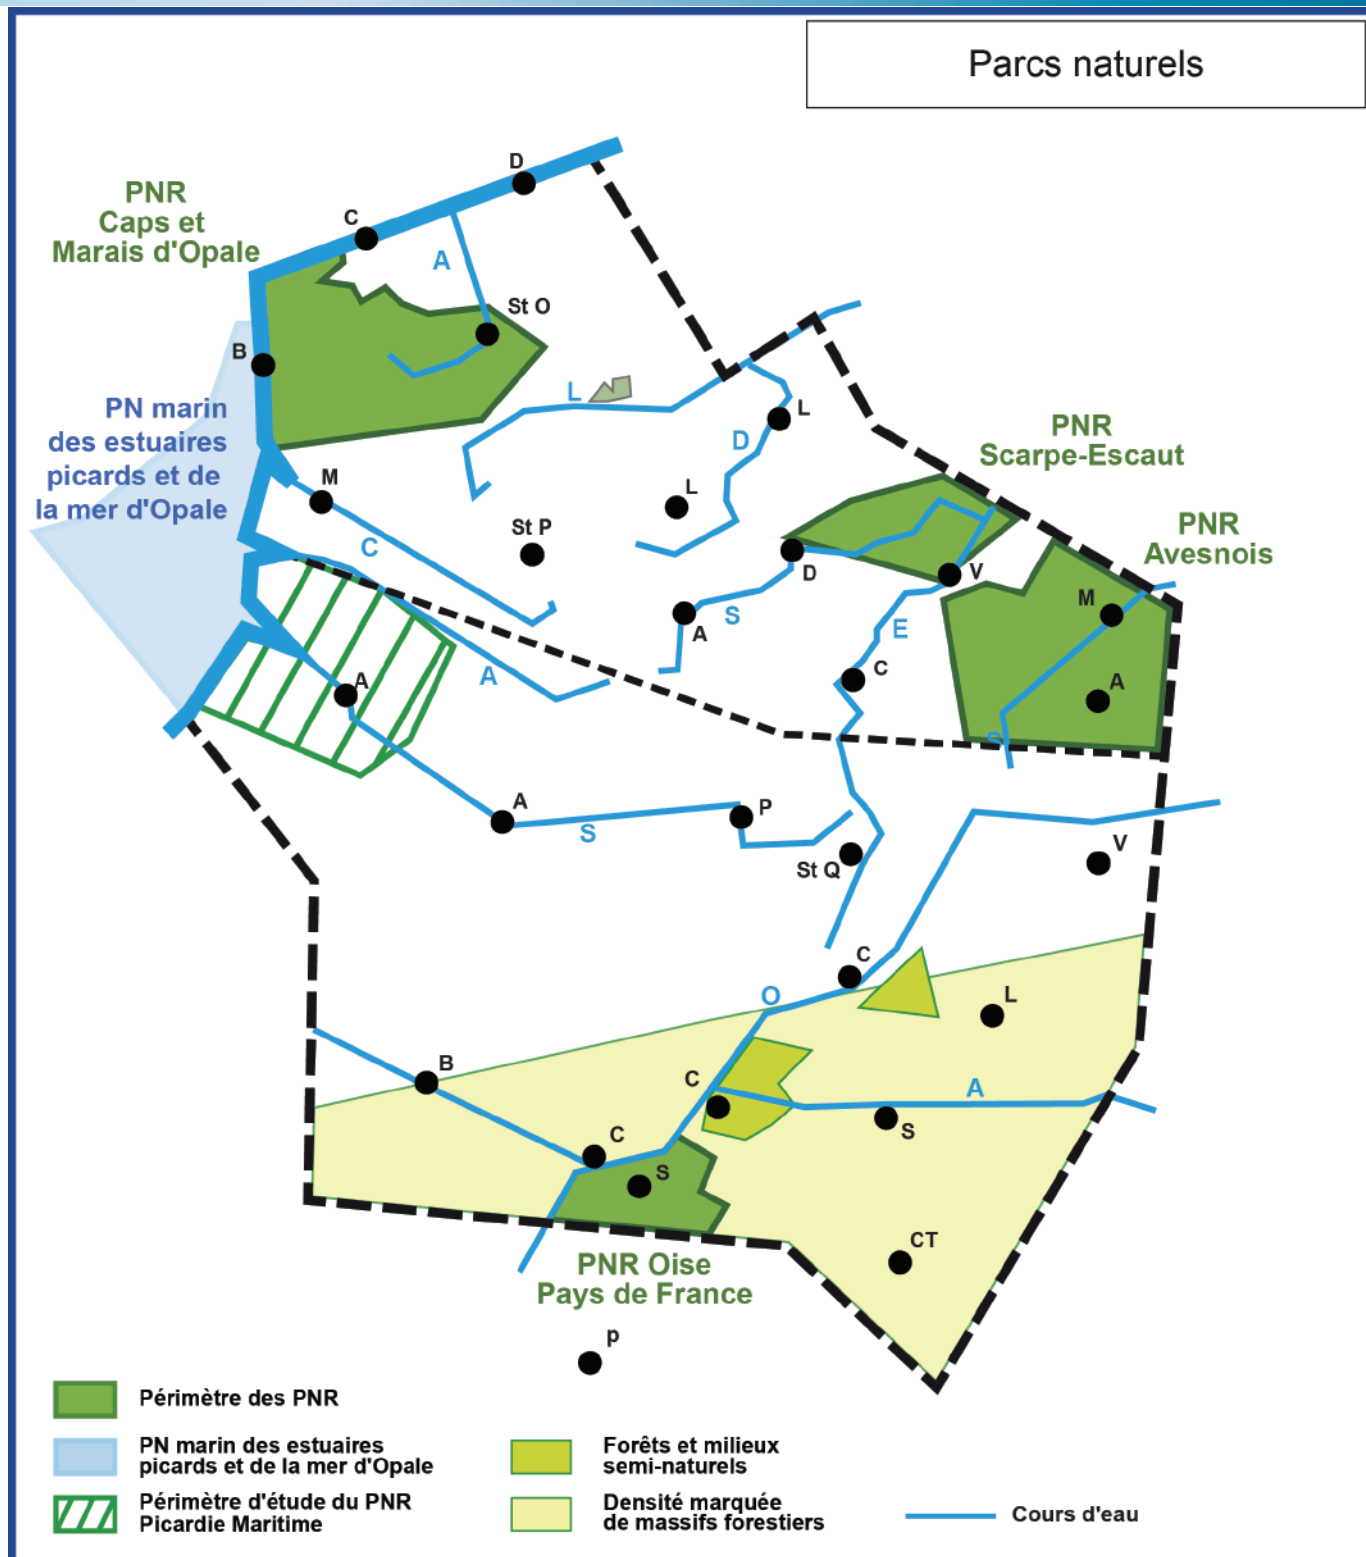 Parcs naturels
D
PNR
Caps et
Marais d'Opale
C
A
St O
B
L
L
D
PN marin
des estuaires
picards et de
la mer d'Opale
PNR
Scarpe-Escaut
M
L
St P
C
D
V
PNR
Avesnois
M
A
S
E
A
C
A
A
S
A
S
P
St Q
V
C
O
L
B
C
A
S
C
S
CT
PNR Oise
Pays de France
p
Périmètre des PNR
PN marin des estuaires
picards et de la mer d'Opale
Périmètre d'étude du PNR
Picardie Maritime
Forêts et milieux
semi-naturels
Densité marquée
de massifs forestiers
Cours d'eau